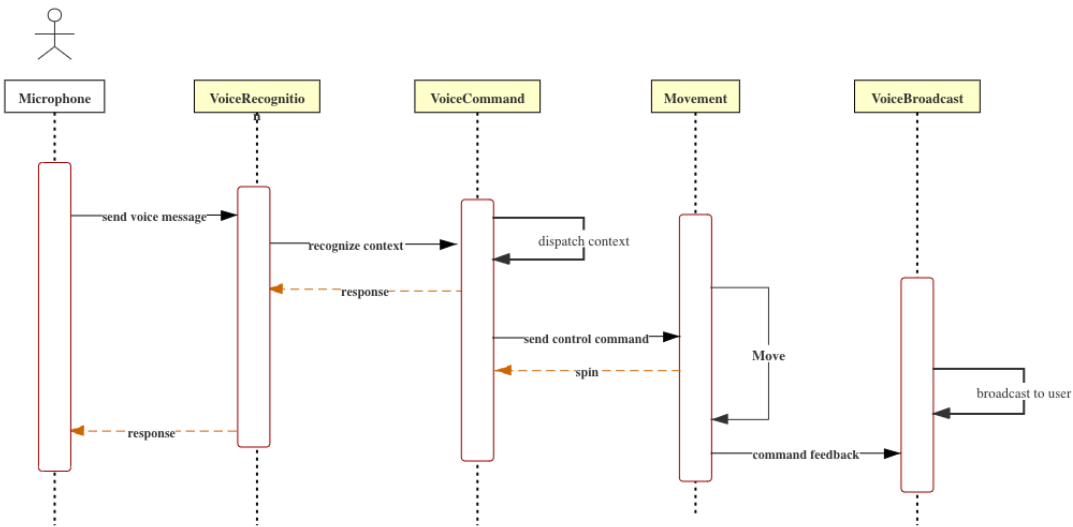 Microphone
VoiceRecognitio
n
VoiceCommand
Movement
VoiceBroadcast
send voice message
recognize context
dispatch context
response
send control command
Move
spin
broadcast to user
response
command feedback